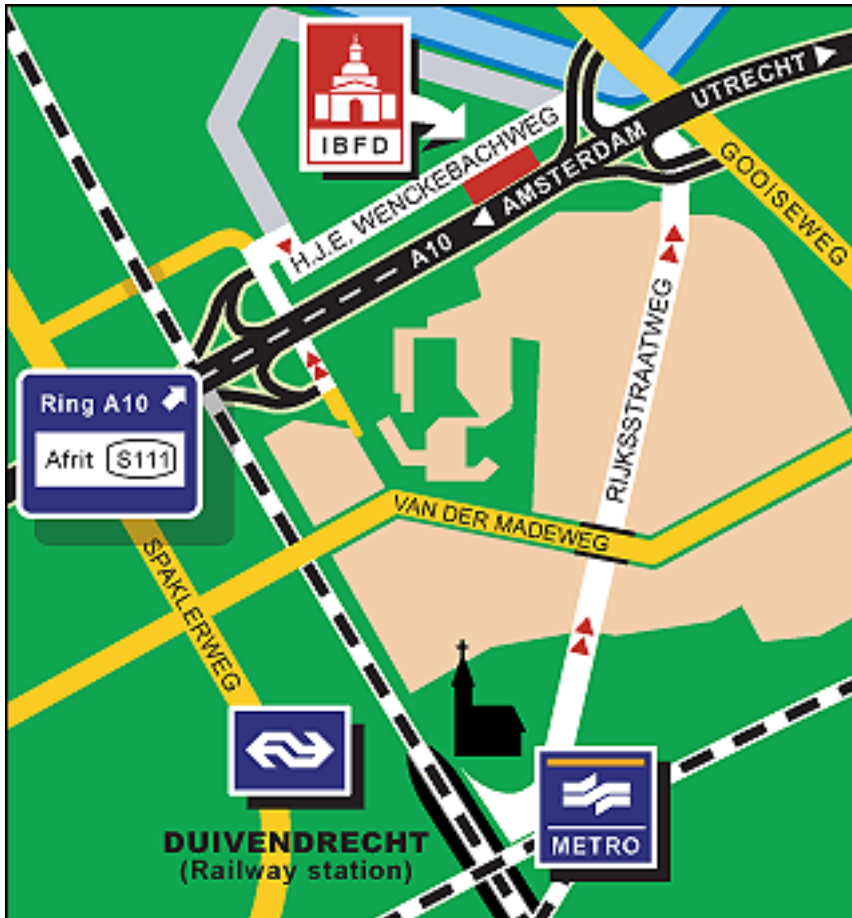 IBFD
UTRECHT
H.J.E. WENCKEBACHWEG
AMSTERDAM
GOOISEWEG
A10
RIJKSSTRAATWEG
Ring A10
Afrit S111
VAN DER MADEWEG
SPAKLERWEG
DUIVENDRECHT
(Railway station)
METRO